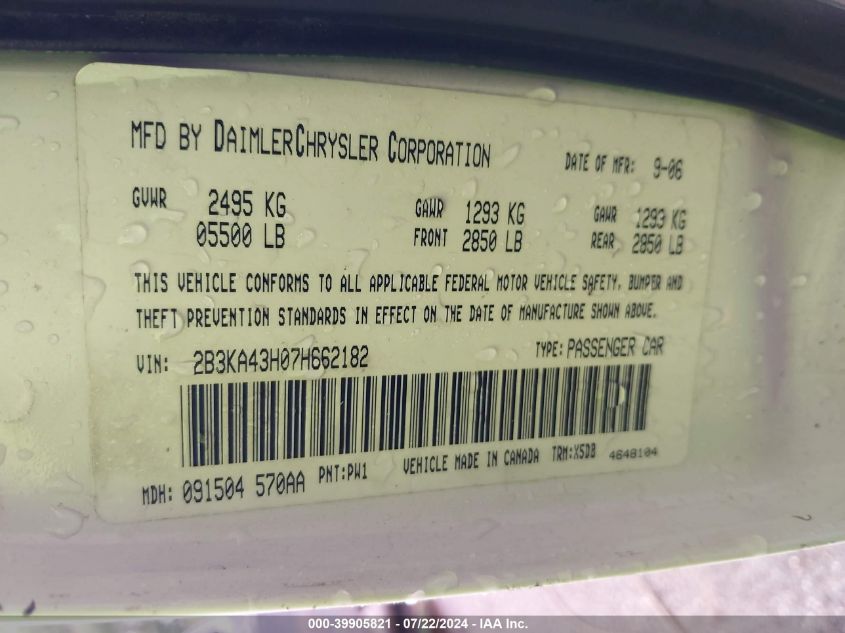 MFD BY DAIMLERCHRYSLER CORPORATION DATE OF MFR: 9-06
GVWR 2495 KG GAWR 1293 KG GAWR 1293 KG
05500 LB FRONT 2850 LB REAR 2850 LB
THIS VEHICLE CONFORMS TO ALL APPLICABLE FEDERAL MOTOR VEHICLE SAFETY, BUMPER AND
THEFT PREVENTION STANDARDS IN EFFECT ON THE DATE OF MANUFACTURE SHOWN ABOVE.
VIN: 2B3KA43H07H662182 TYPE: PASSENGER CAR
MDH: 091504 570AA PNT:PW1 VEHICLE MADE IN CANADA TRM:X5DB 4648104
000-39905821 - 07/22/2024 - IAA Inc.